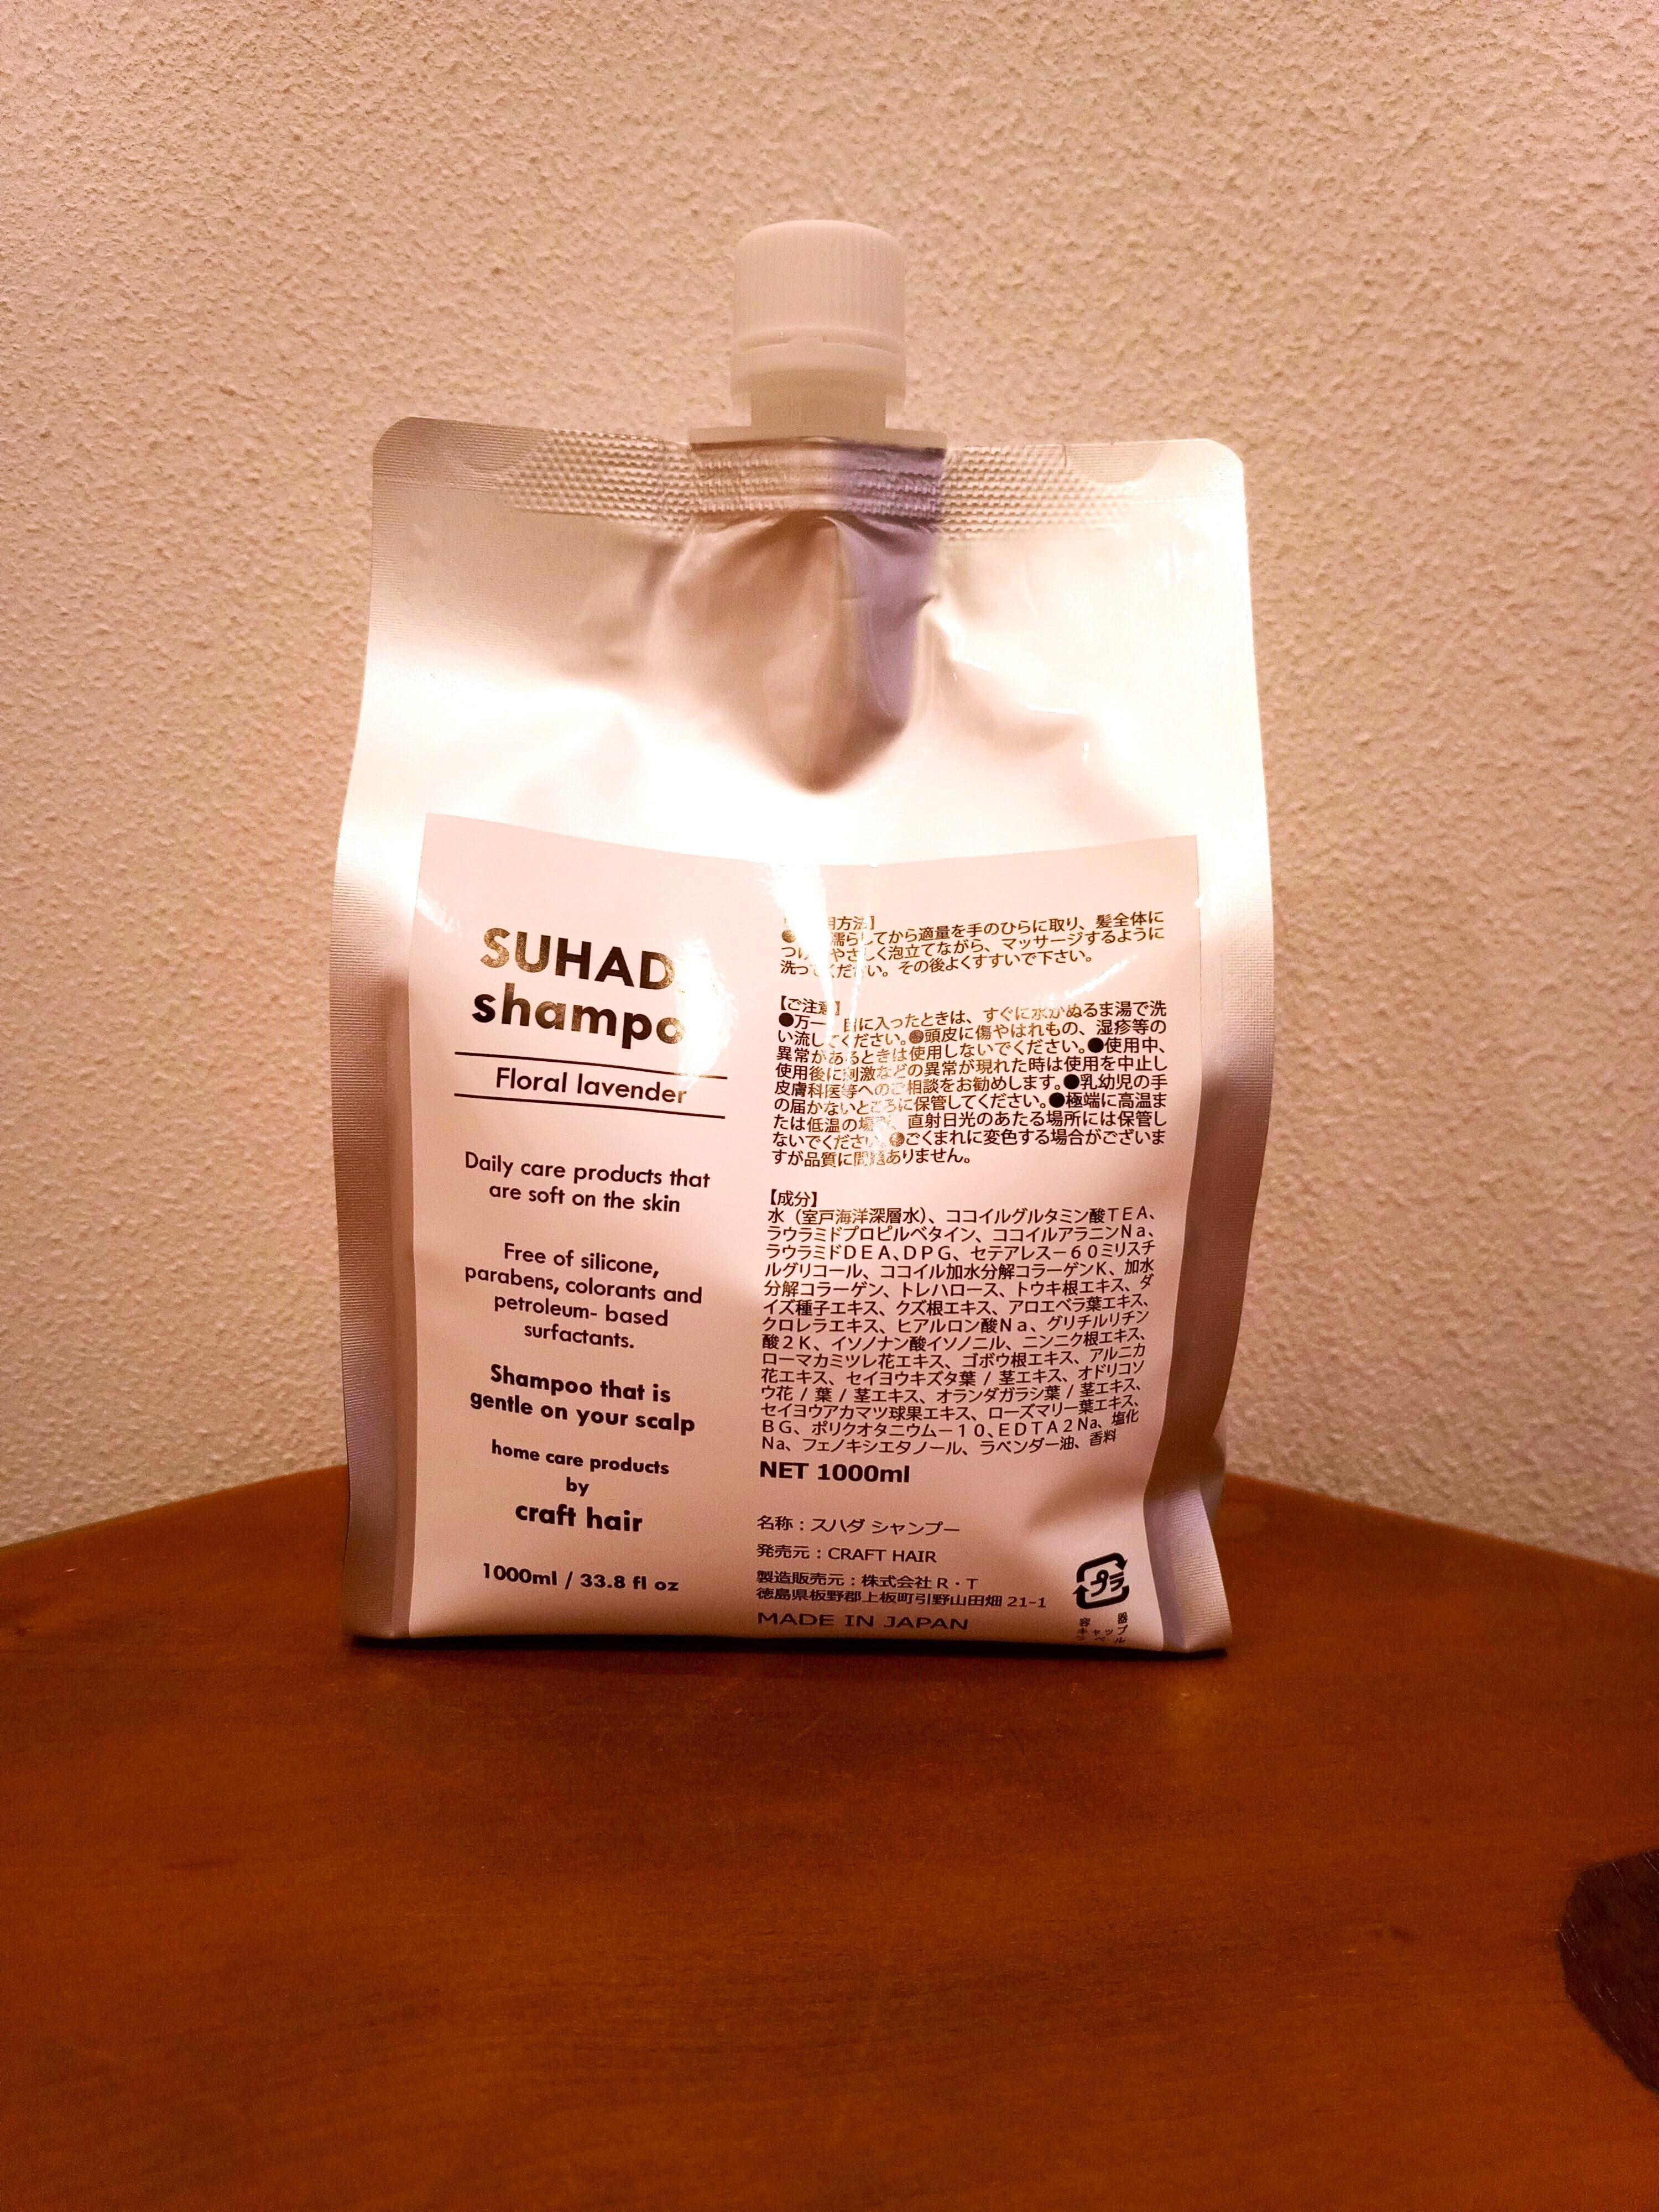 SUHAD
shampo
Floral lavender
Daily care products that
are soft on the skin
Free of silicone,
parabens, colorants and
petroleum- based
surfactants.
Shampoo that is
gentle on your scalp
home care products
by
craft hair
1000ml / 33.8 fl oz
用方法】
濡らしてから適量を手のひらに取り、髪全体に
つけ やさしく泡立てながら、マッサージするように
洗ってください。その後よくすすいで下さい。
【ご注意】
●万一 目に入ったときは、すぐに水かぬるま湯で洗
い流してください。●頭皮に傷やはれもの、湿疹等の
異常があるときは使用しないでください。●使用中、
使用後に刺激などの異常が現れた時は使用を中止し
皮膚科医等へのご相談をお勧めします。●乳幼児の手
の届かないところに保管してください。●極端に高温ま
たは低温の場 直射日光のあたる場所には保管し
ないでください。●ごくまれに変色する場合がございま
すが品質に問題ありません。
【成分】
水（室戸海洋深層水）、ココイルグルタミン酸ＴＥＡ、
ラウラミドプロピルベタイン、ココイルアラニンＮａ、
ラウラミドＤＥＡ、ＤＰＧ、セテアレス－６０ミリスチ
ルグリコール、ココイル加水分解コラーゲンＫ、加水
分解コラーゲン、トレハロース、トウキ根エキス、ダ
イズ種子エキス、クズ根エキス、アロエベラ葉エキス、
クロレラエキス、ヒアルロン酸Ｎａ、グリチルリチン
酸２Ｋ、イソノナン酸イソノニル、ニンニク根エキス、
ローマカミツレ花エキス、ゴボウ根エキス、アルニカ
花エキス、セイヨウキズタ葉 / 茎エキス、オドリコソ
ウ花 / 葉 / 茎エキス、オランダガラシ葉 / 茎エキス、
セイヨウアカマツ球果エキス、ローズマリー葉エキス、
ＢＧ、ポリクオタニウム－１０、ＥＤＴＡ２Ｎａ、塩化
Ｎａ、フェノキシエタノール、ラベンダー油、香料
NET 1000ml
名称：スハダ シャンプー
発売元：CRAFT HAIR
製造販売元：株式会社 R・T
徳島県板野郡上板町引野山田畑 21-1
MADE IN JAPAN
プラ
容器
キャップ
ラベル